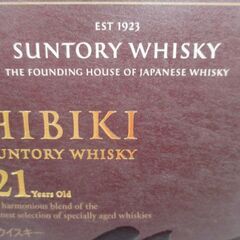 EST 1923
SUNTORY WHISKY
THE FOUNDING HOUSE OF JAPANESE WHISKY
HIBIKI
SUNTORY WHISKY
21 Years Old
harmonious blend of the
selection of specially aged whiskies
ウイスキー